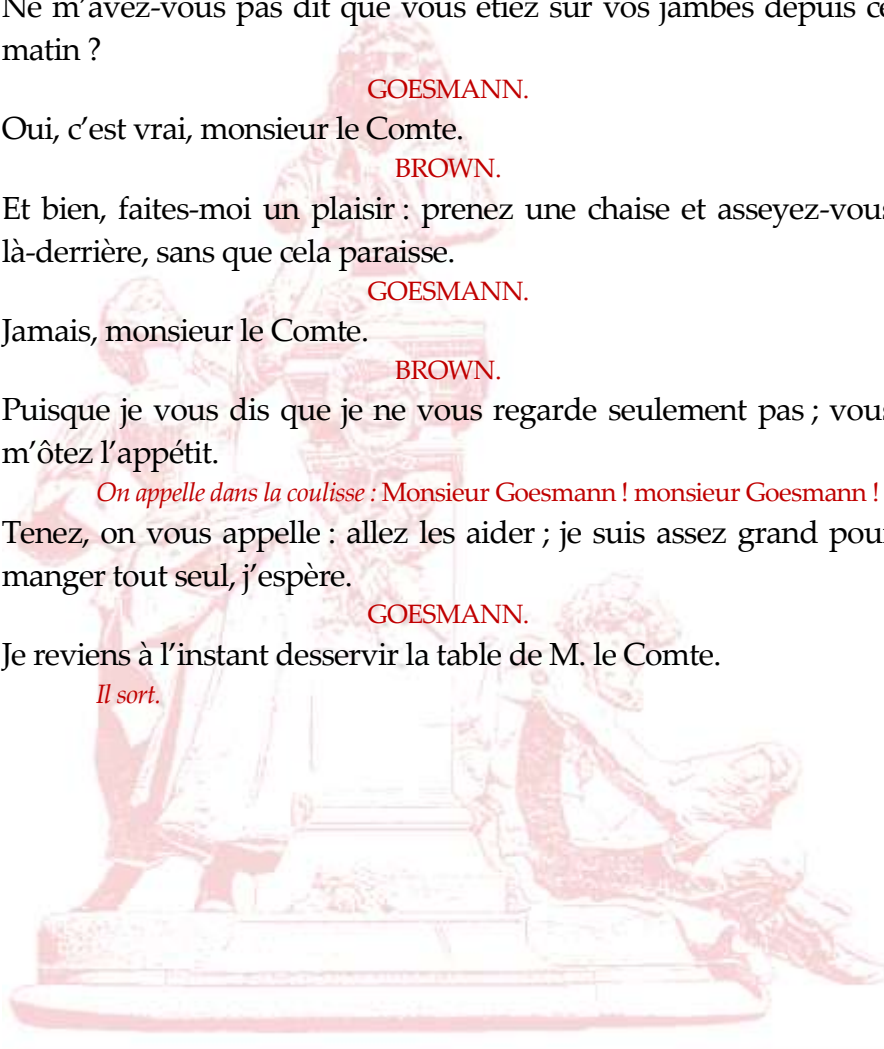 Ne m’avez-vous pas dit que vous étiez sur vos jambes depuis ce
matin ?
GOESMANN.
Oui, c’est vrai, monsieur le Comte.
BROWN.
Et bien, faites-moi un plaisir : prenez une chaise et asseyez-vous
là-derrière, sans que cela paraisse.
GOESMANN.
Jamais, monsieur le Comte.
BROWN.
Puisque je vous dis que je ne vous regarde seulement pas ; vous
m’ôtez l’appétit.
On appelle dans la coulisse : Monsieur Goesmann ! monsieur Goesmann !
Tenez, on vous appelle : allez les aider ; je suis assez grand pour
manger tout seul, j’espère.
GOESMANN.
Je reviens à l’instant desservir la table de M. le Comte.
Il sort.